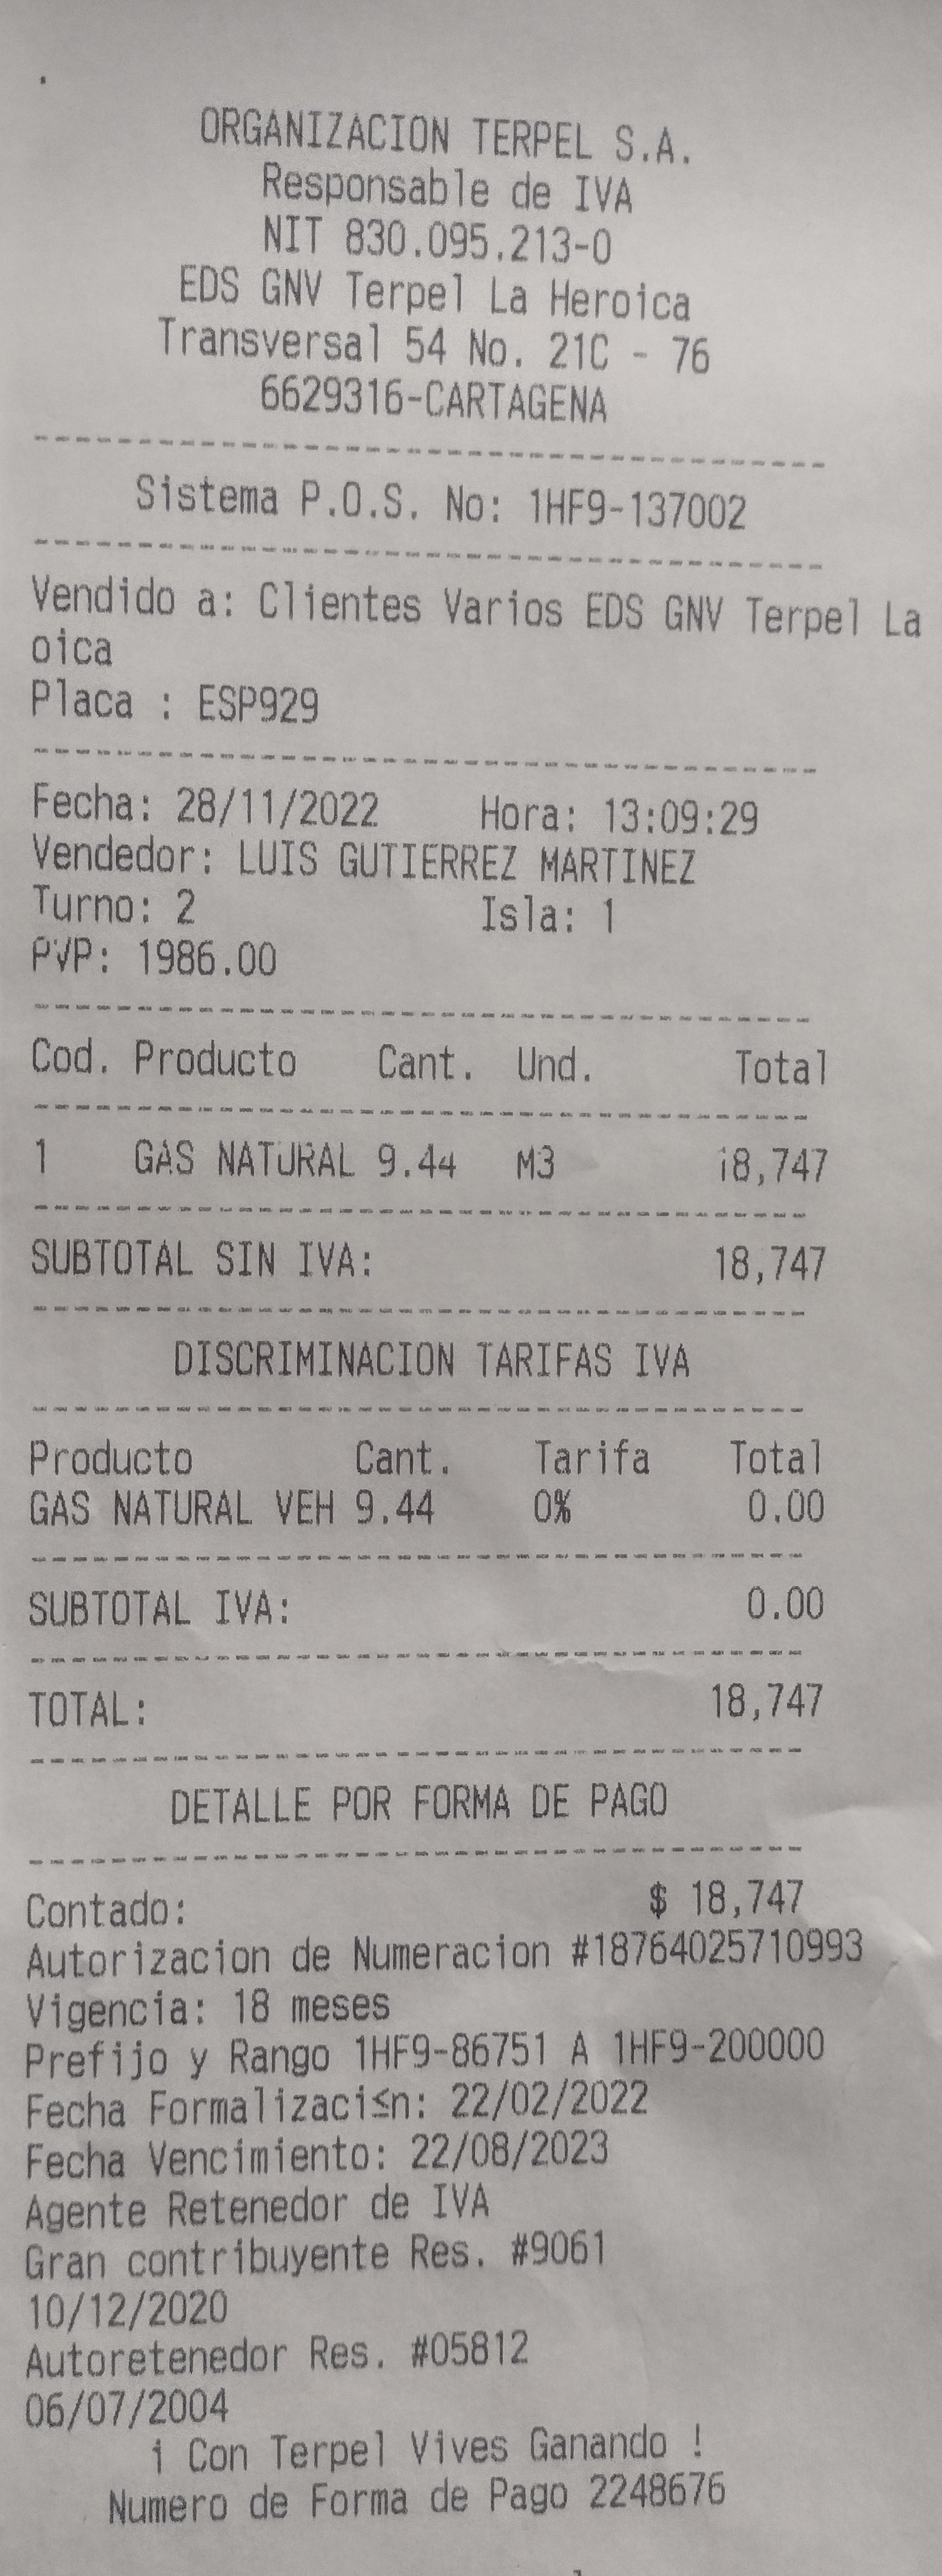 ORGANIZACION TERPEL S.A.
Responsable de IVA
NIT 830.095.213-0
EDS GNV Terpel La Heroica
Transversal 54 No. 21C - 76
6629316-CARTAGENA
Sistema P.O.S. No: 1HF9-137002
Vendido a: Clientes Varios EDS GNV Terpel La
oica
Placa : ESP929
Fecha: 28/11/2022 Hora: 13:09:29
Vendedor: LUIS GUTIERREZ MARTINEZ
Turno: 2 Isla: 1
PVP: 1986.00
Cod. Producto Cant. Und. Total
1 GAS NATURAL 9.44 M3 18,747
SUBTOTAL SIN IVA: 18,747
DISCRIMINACION TARIFAS IVA
Producto Cant. Tarifa Total
GAS NATURAL VEH 9.44 0% 0.00
SUBTOTAL IVA: 0.00
TOTAL: 18,747
DETALLE POR FORMA DE PAGO
Contado: $ 18,747
Autorizacion de Numeracion #18764025710993
Vigencia: 18 meses
Prefijo y Rango 1HF9-86751 A 1HF9-200000
Fecha Formalizaci≤n: 22/02/2022
Fecha Vencimiento: 22/08/2023
Agente Retenedor de IVA
Gran contribuyente Res. #9061
10/12/2020
Autoretenedor Res. #05812
06/07/2004
¡ Con Terpel Vives Ganando !
Numero de Forma de Pago 2248676